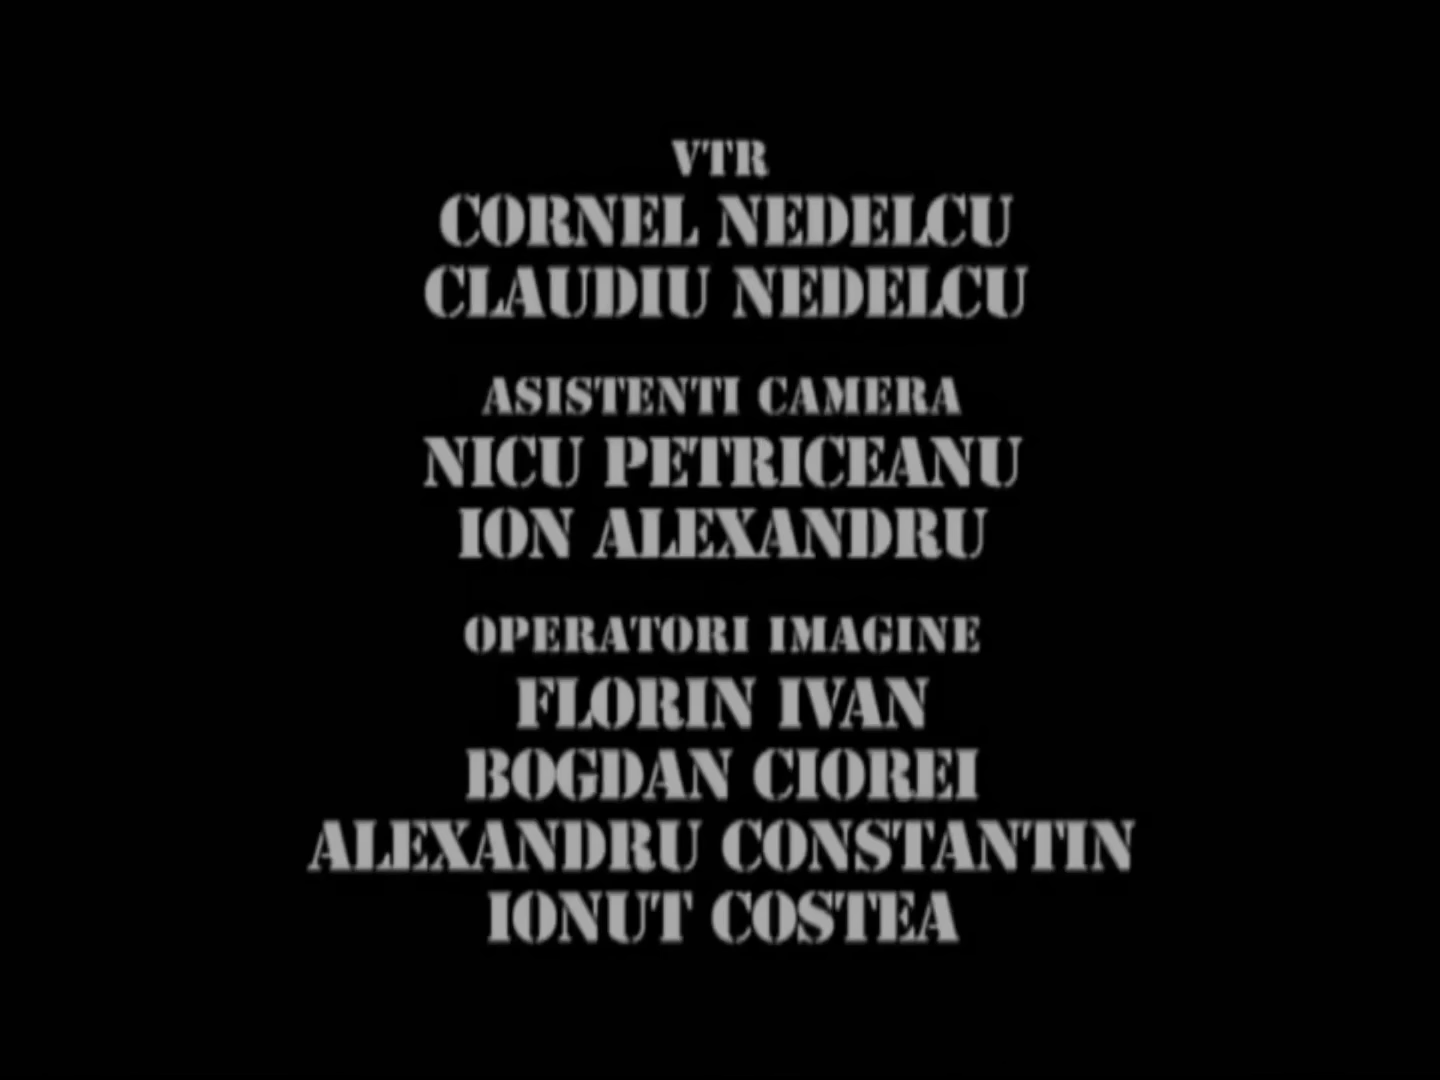 VTR
CORNEL NEDELCU
CLAUDIU NEDELCU
ASISTENTI CAMERA
NICU PETRICEANU
ION ALEXANDRU
OPERATORI IMAGINE
FLORIN IVAN
BOGDAN CIOREI
ALEXANDRU CONSTANTIN
IONUT COSTEA